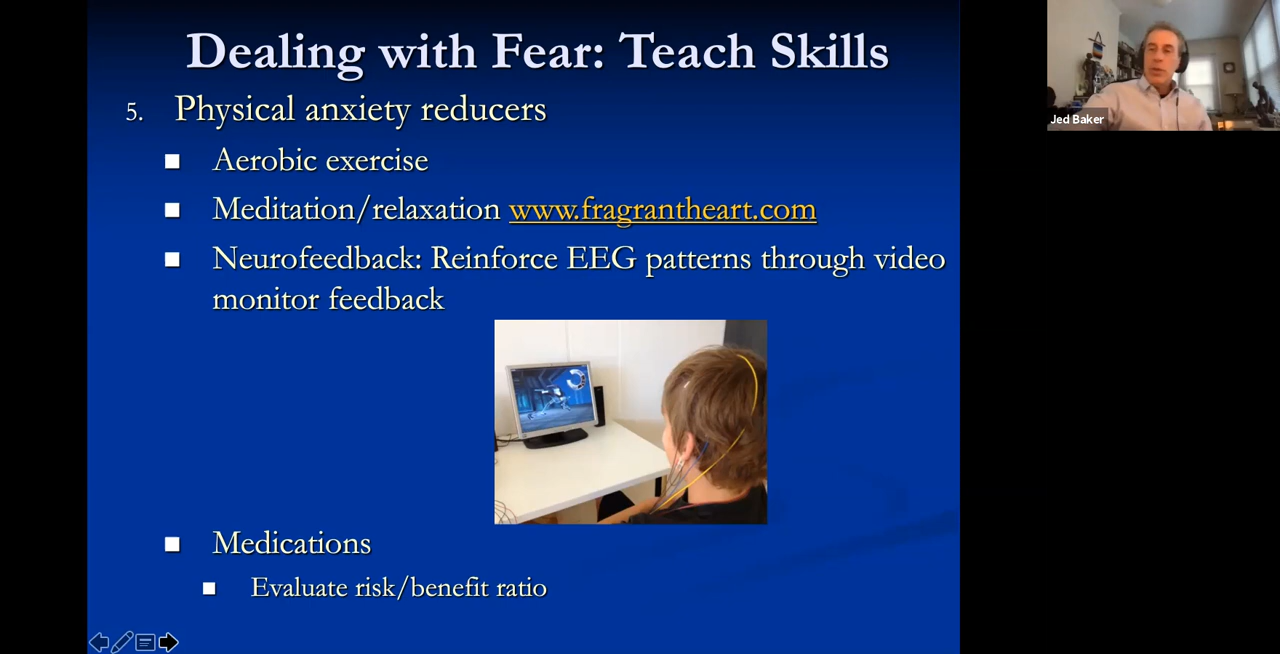 Dealing with Fear: Teach Skills
5. Physical anxiety reducers
Aerobic exercise
Meditation/relaxation www.fragrantheart.com
Neurofeedback: Reinforce EEG patterns through video
monitor feedback
Medications
Evaluate risk/benefit ratio
Jed Baker